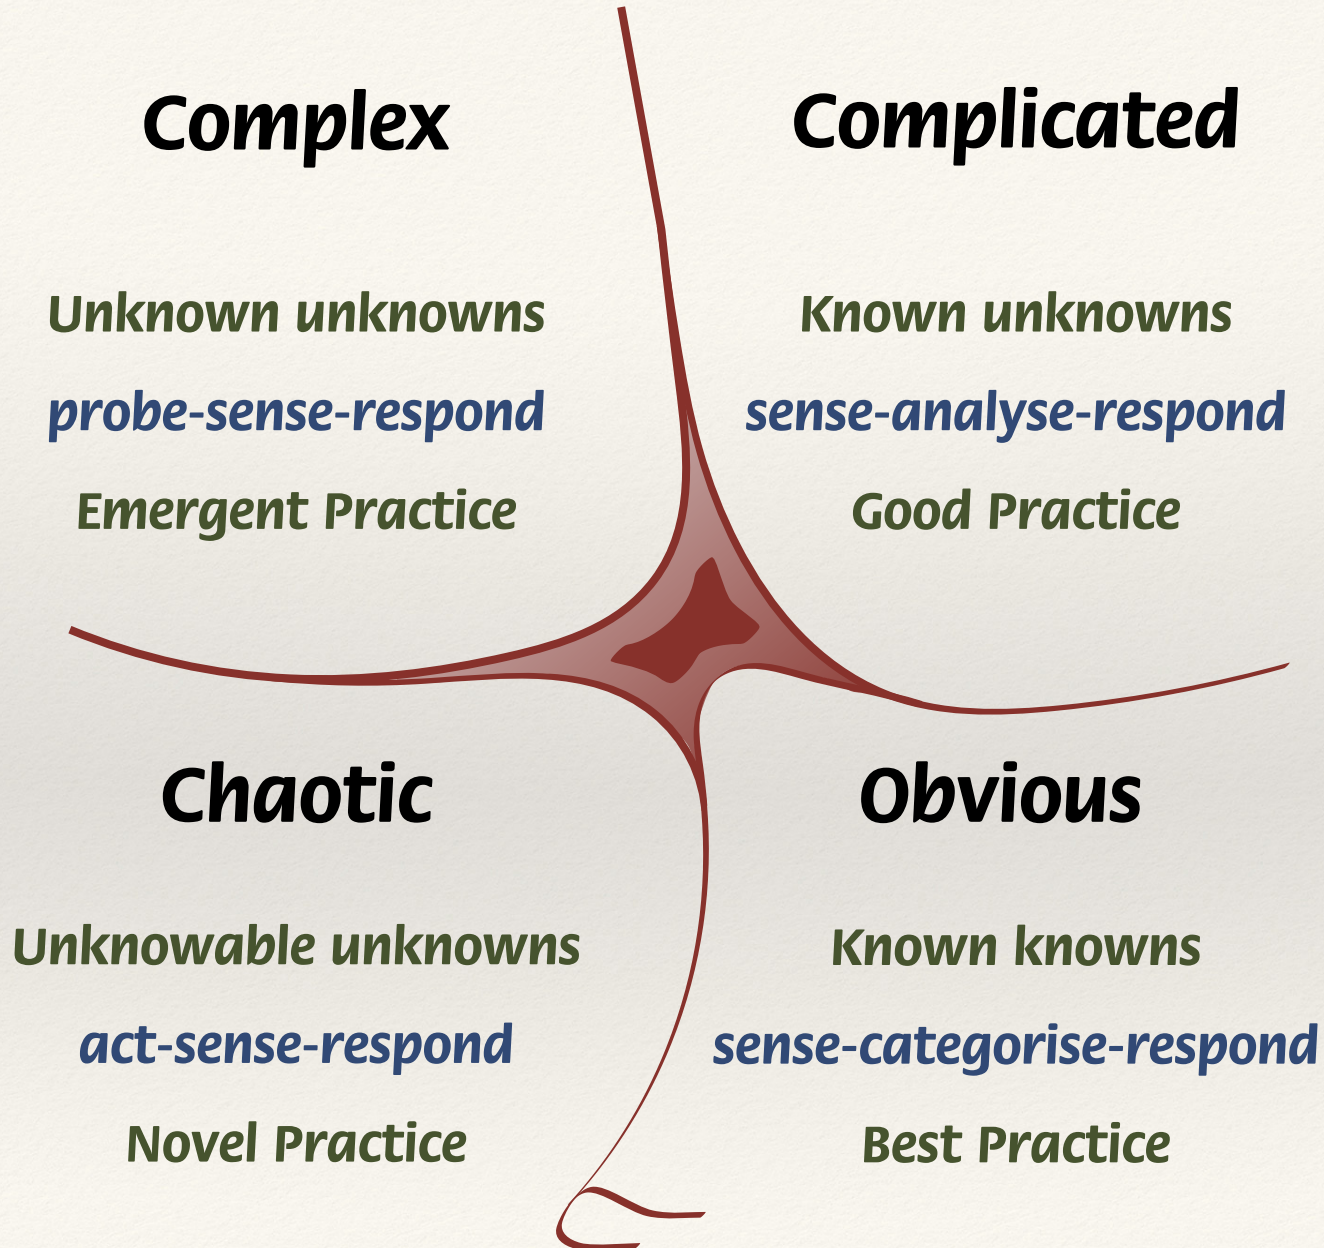 Complex
Unknown unknowns
probe-sense-respond
Emergent Practice
Complicated
Known unknowns
sense-analyse-respond
Good Practice
Chaotic
Unknowable unknowns
act-sense-respond
Novel Practice
Obvious
Known knowns
sense-categorise-respond
Best Practice